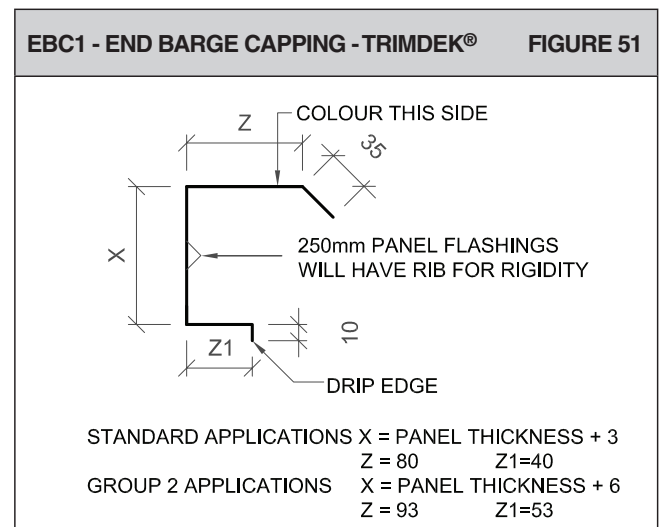 EBC1 - END BARGE CAPPING - TRIMDEK® FIGURE 51
Z
COLOUR THIS SIDE
35
X
250mm PANEL FLASHINGS
WILL HAVE RIB FOR RIGIDITY
10
Z1
DRIP EDGE
STANDARD APPLICATIONS X = PANEL THICKNESS + 3
Z = 80 Z1=40
GROUP 2 APPLICATIONS X = PANEL THICKNESS + 6
Z = 93 Z1=53